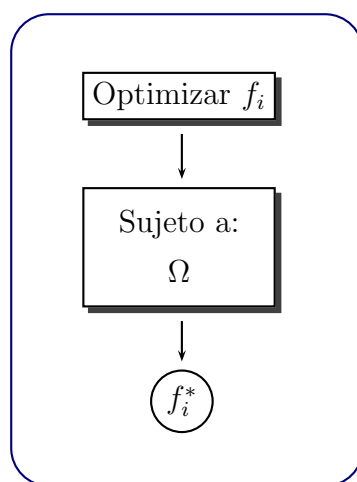 Optimizar $f_i$
Sujeto a:
Ω
$f_i^*$